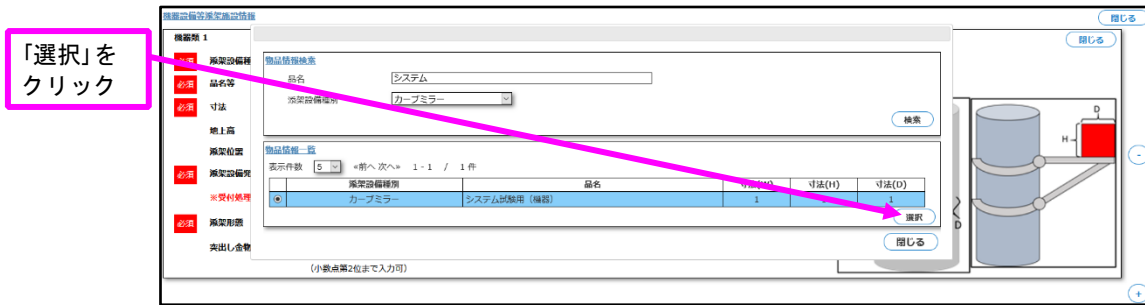 機器設備等添架施設情報
閉じる
機器類 1
閉じる
「選択」を
クリック
必須 添架設備種
必須 品名等
必須 寸法
地上高
添架位置
必須 添架設備売
※受付処理
必須 添架形態
突出し金物
(小数点第2位まで入力可)
物品情報検索
品名 システム
添架設備種別 カーブミラー
検索
物品情報一覧
表示件数 5 «前へ 次へ» 1 - 1 / 1 件
添架設備種別 品名 寸法(W) 寸法(H) 寸法(D)
カーブミラー システム試験用（機器） 1 1
選択
閉じる
D
H
D
-
+